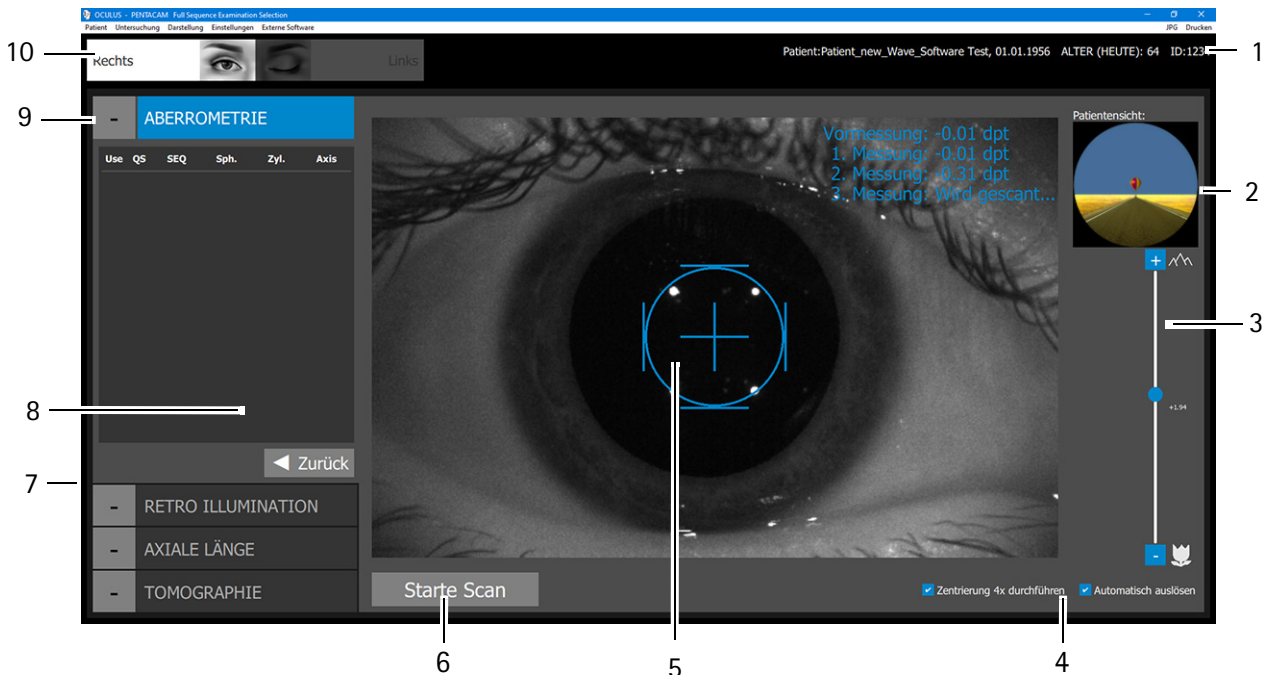 OCULUS - PENTACAM Full Sequence Examination Selection
Patient Untersuchung Darstellung Einstellungen Externe Software JPG Drucken
10 Rechts Links Patient:Patient_new_Wave_Software Test, 01.01.1956 ALTER (HEUTE): 64 ID:123 1
9 - ABERROMETRIE
Patientensicht:
Use QS SEQ Sph. Zyl. Axis
Vormessung: -0.01 dpt
1. Messung: -0.01 dpt
2. Messung: -0.31 dpt
3. Messung: Wird gescant...
2
+
3
+1.94
8
Zurück
7
- RETRO ILLUMINATION
- AXIALE LÄNGE
- TOMOGRAPHIE
-
Starte Scan
Zentrierung 4x durchführen Automatisch auslösen
6 5 4